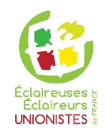 Éclaireuses
Éclaireurs
UNIONISTES
de FRANCE